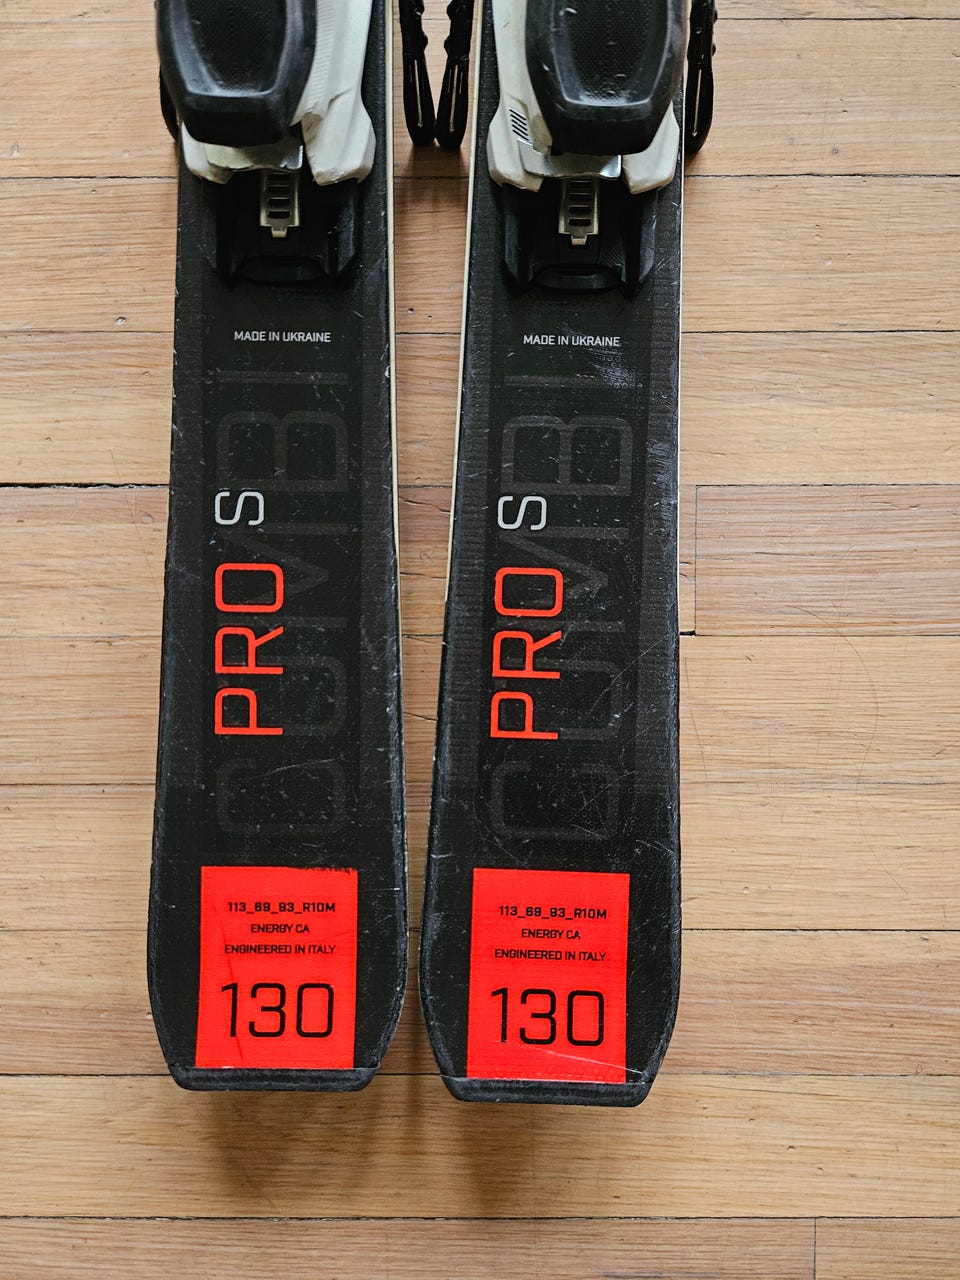 MADE IN UKRAINE
COMBI
PRO S
113_69_93_R10M
ENERGY CA
ENGINEERED IN ITALY
130
MADE IN UKRAINE
COMBI
PRO S
113_69_93_R10M
ENERGY CA
ENGINEERED IN ITALY
130